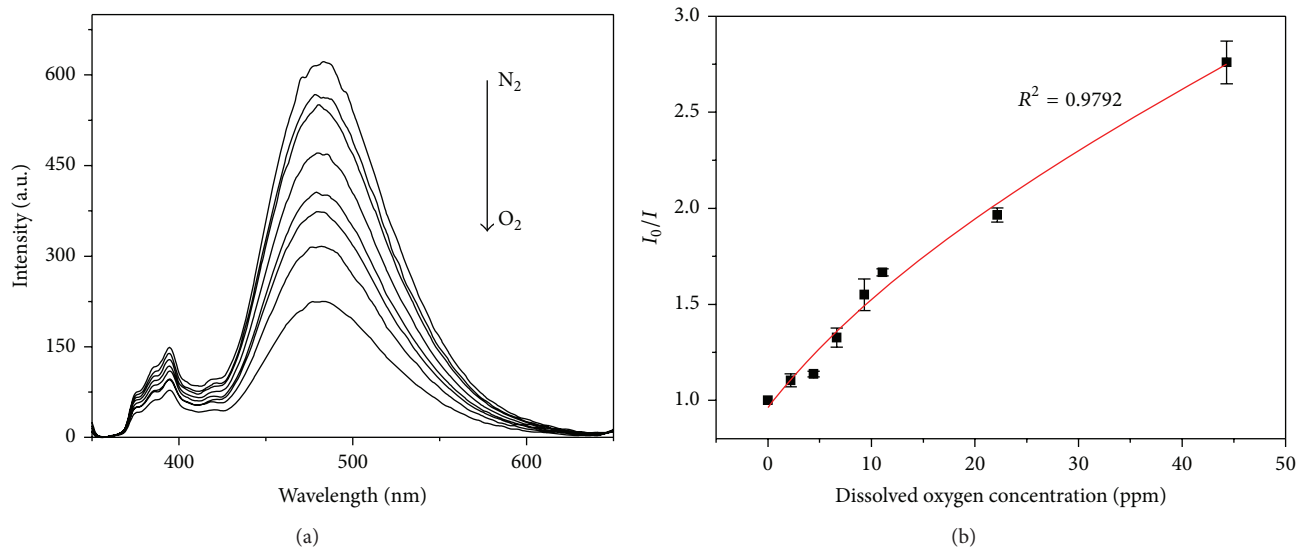 600
450
300
150
0
Intensity (a.u.)
N₂
O₂
400
500
600
Wavelength (nm)
(a)
3.0
2.5
2.0
1.5
1.0
I₀/I
R² = 0.9792
0
10
20
30
40
50
Dissolved oxygen concentration (ppm)
(b)